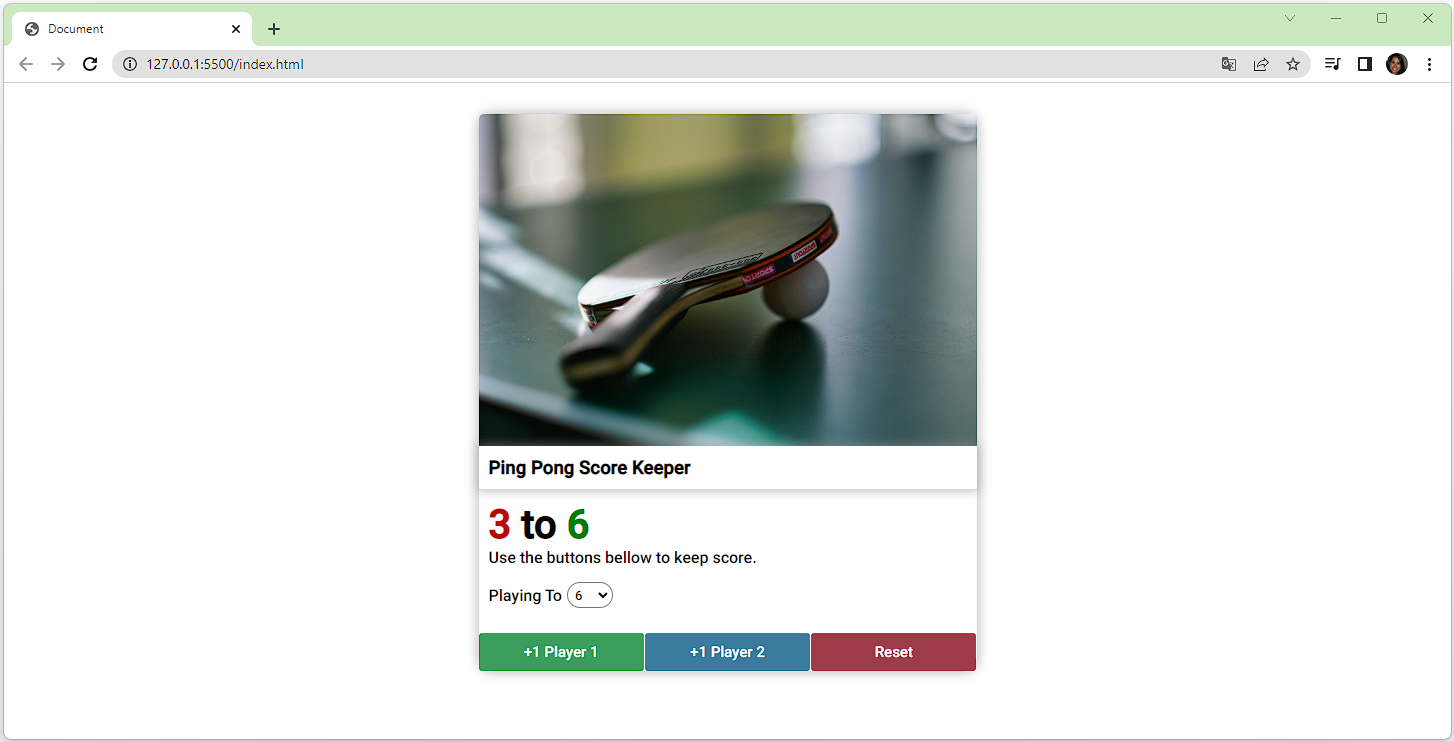 Document
127.0.0.1:5500/index.html
Ping Pong Score Keeper
3 to 6
Use the buttons bellow to keep score.
Playing To 6
+1 Player 1
+1 Player 2
Reset